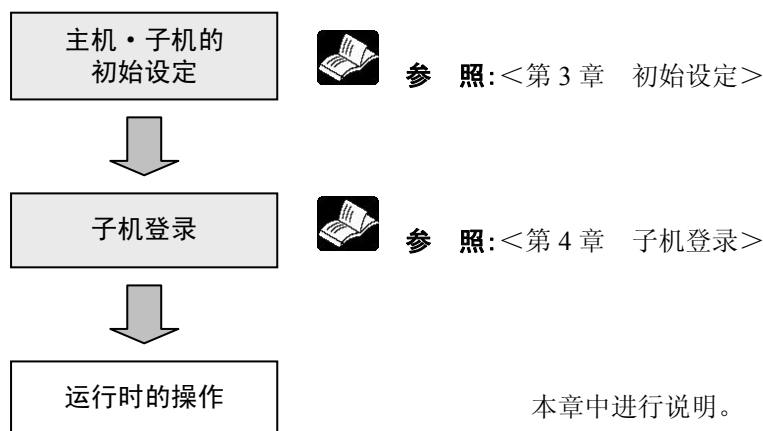 主机・子机的
初始设定
参　照:＜第 3 章　初始设定＞
子机登录
参　照:＜第 4 章　子机登录＞
运行时的操作
本章中进行说明。